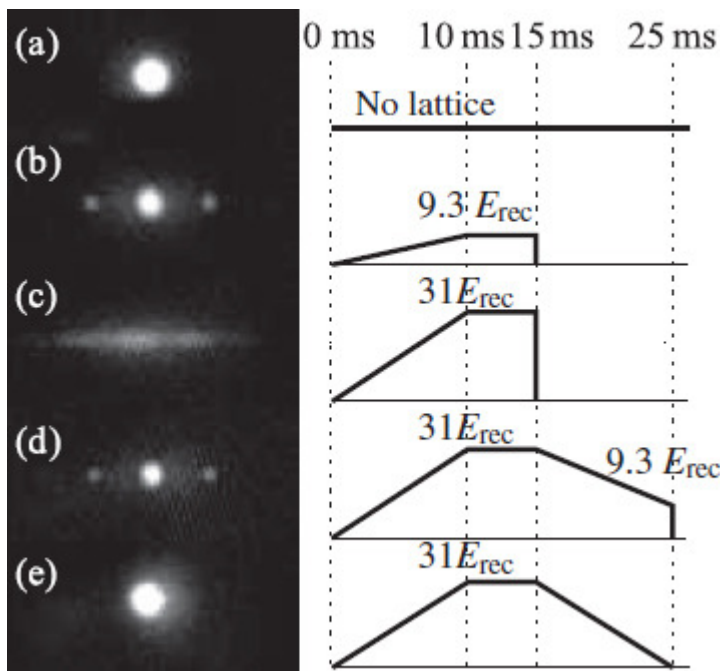 0 ms 10 ms 15 ms 25 ms
(a)
No lattice
(b)
9.3 Erec
(c)
31Erec
(d)
31Erec
9.3 Erec
(e)
31Erec